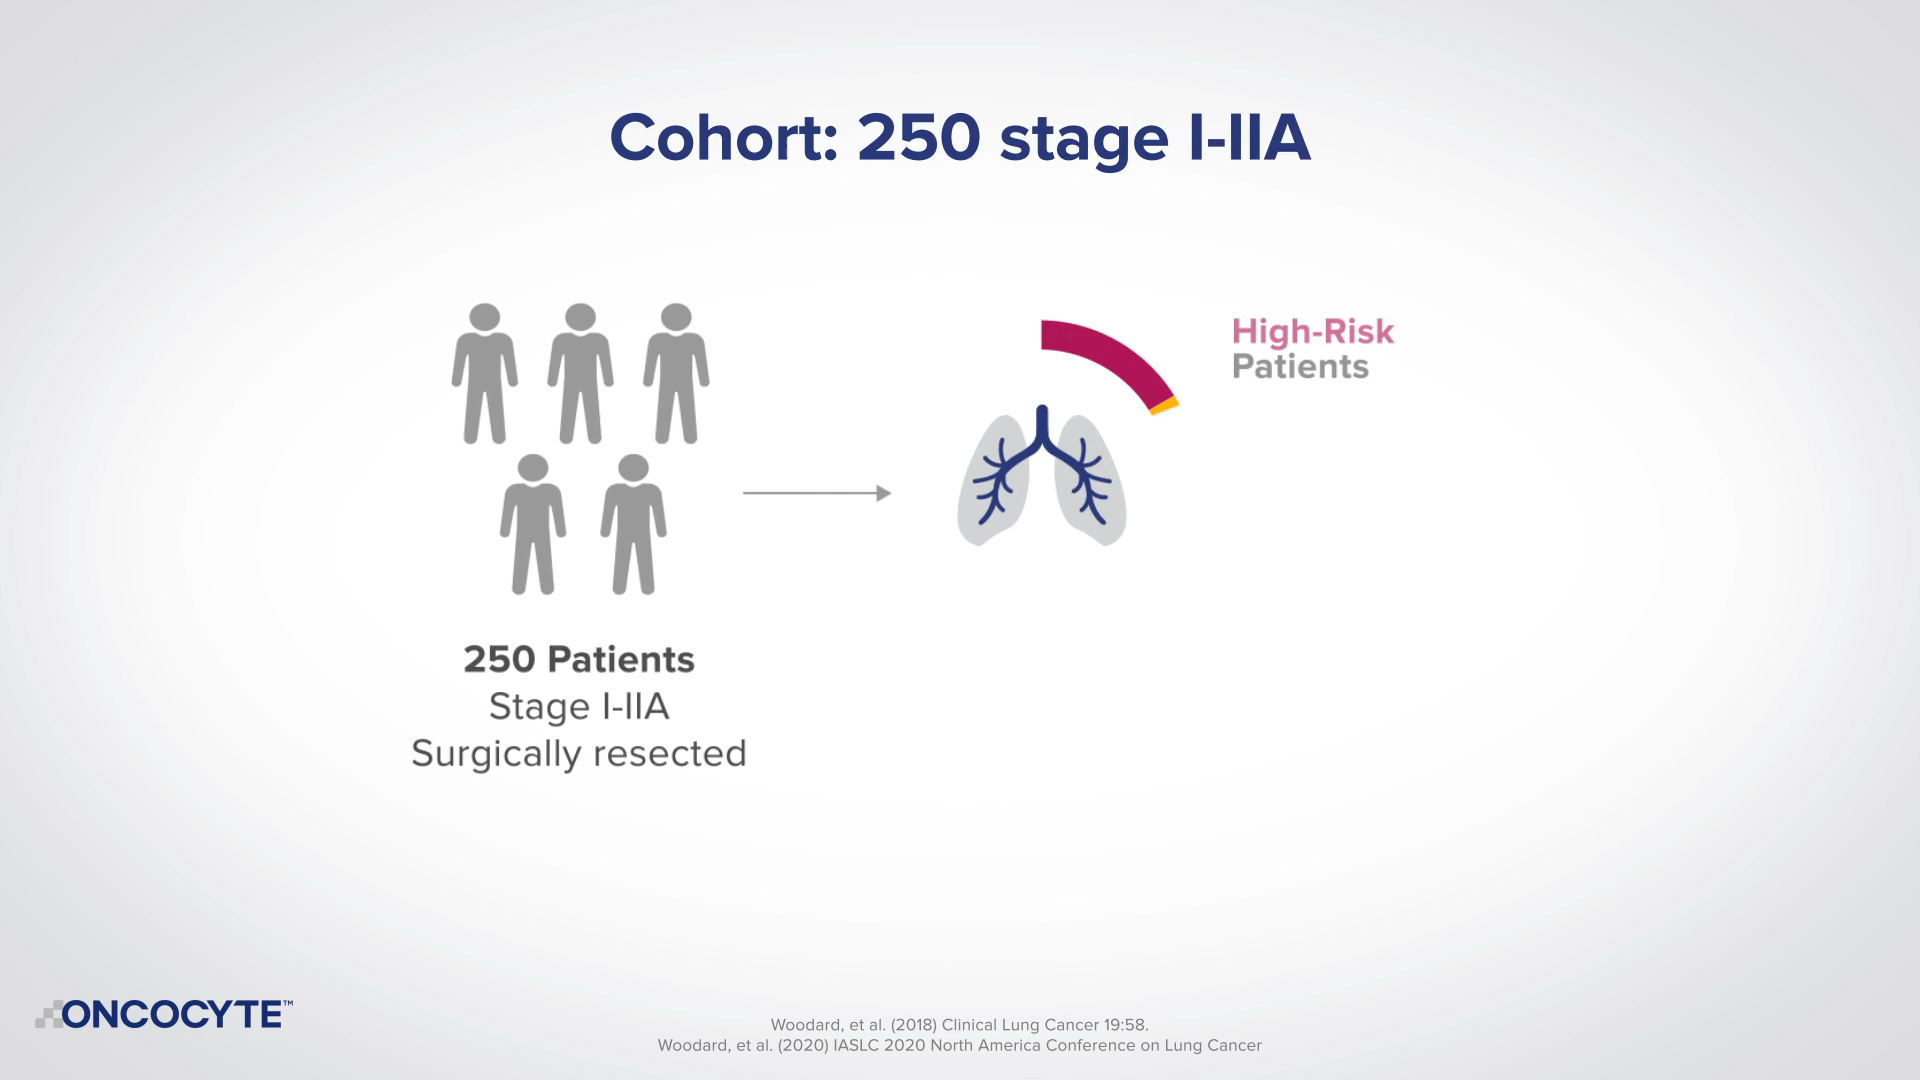 Cohort: 250 stage I-IIA
High-Risk
Patients
250 Patients
Stage I-IIA
Surgically resected
ONCOCYTE™
Woodard, et al. (2018) Clinical Lung Cancer 19:58.
Woodard, et al. (2020) IASLC 2020 North America Conference on Lung Cancer